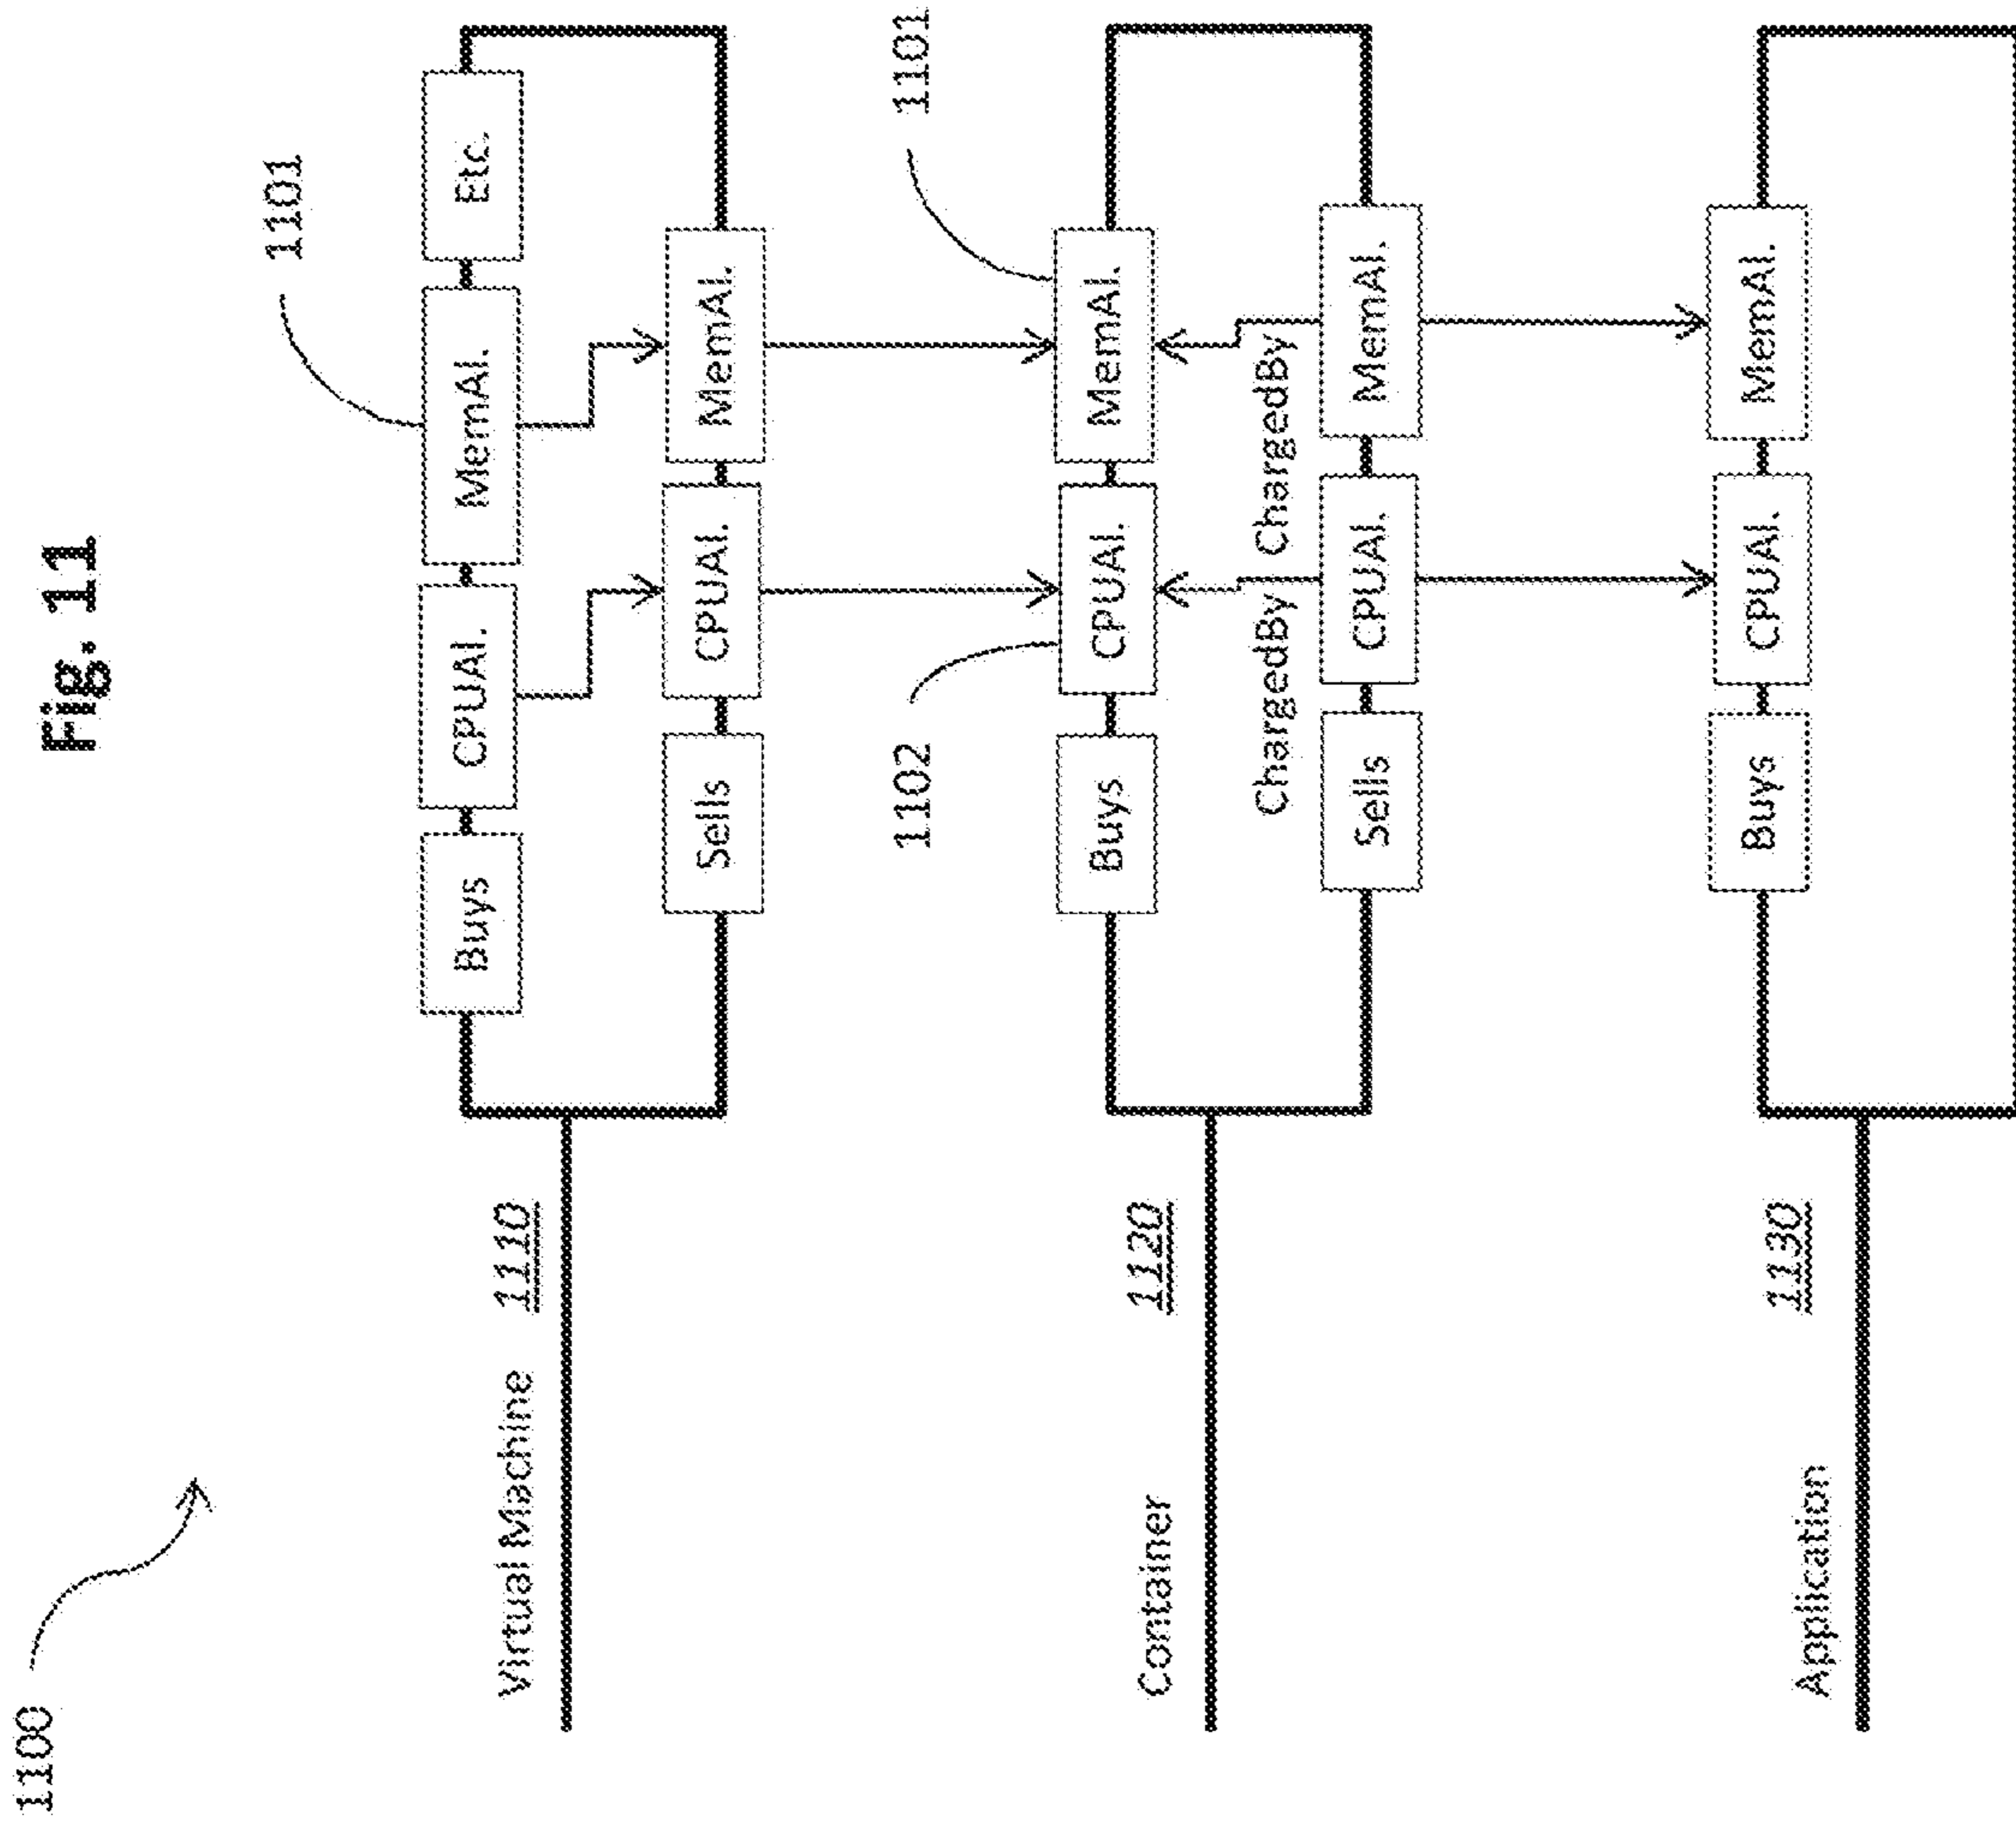 1100
Fig. 11
1101
Buys CPUAl. MemAl. Etc.
Virtual Machine 1110
Sells CPUAl. MemAl.
1102 1101
Buys CPUAl. MemAl.
Container 1120
ChargedBy ChargedBy
Sells CPUAl. MemAl.
Buys CPUAl. MemAl.
Application 1130